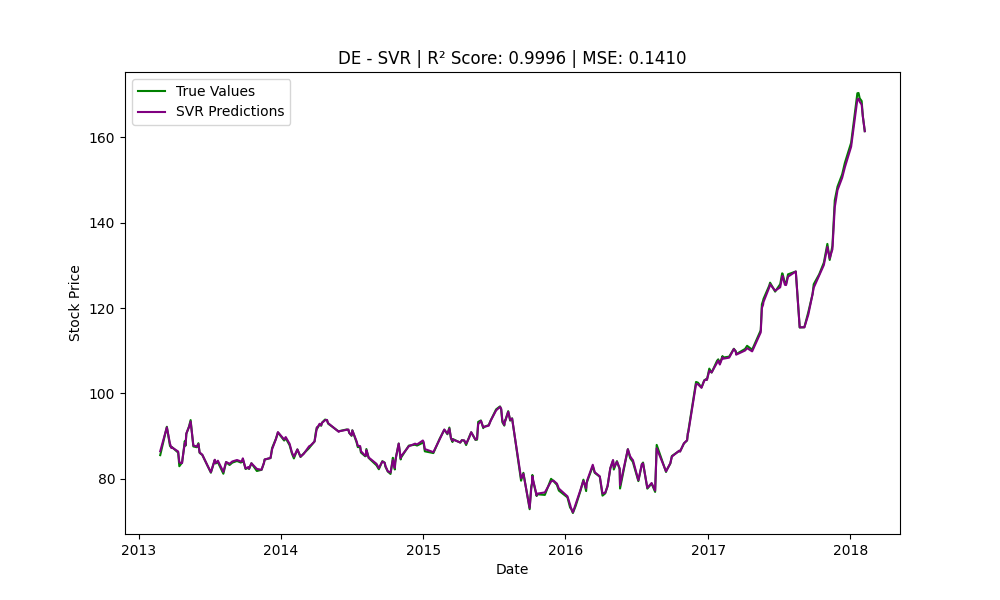 DE - SVR | R² Score: 0.9996 | MSE: 0.1410
True Values
SVR Predictions
160
140
120
100
80
Stock Price
2013 2014 2015 2016 2017 2018
Date